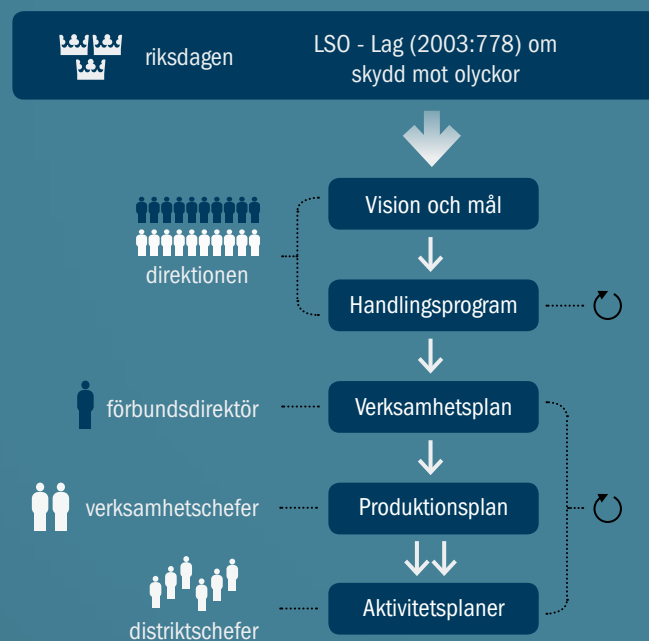 riksdagen
LSO - Lag (2003:778) om
skydd mot olyckor
Vision och mål
direktionen
Handlingsprogram
förbundsdirektör
Verksamhetsplan
verksamhetschefer
Produktionsplan
Aktivitetsplaner
distriktschefer